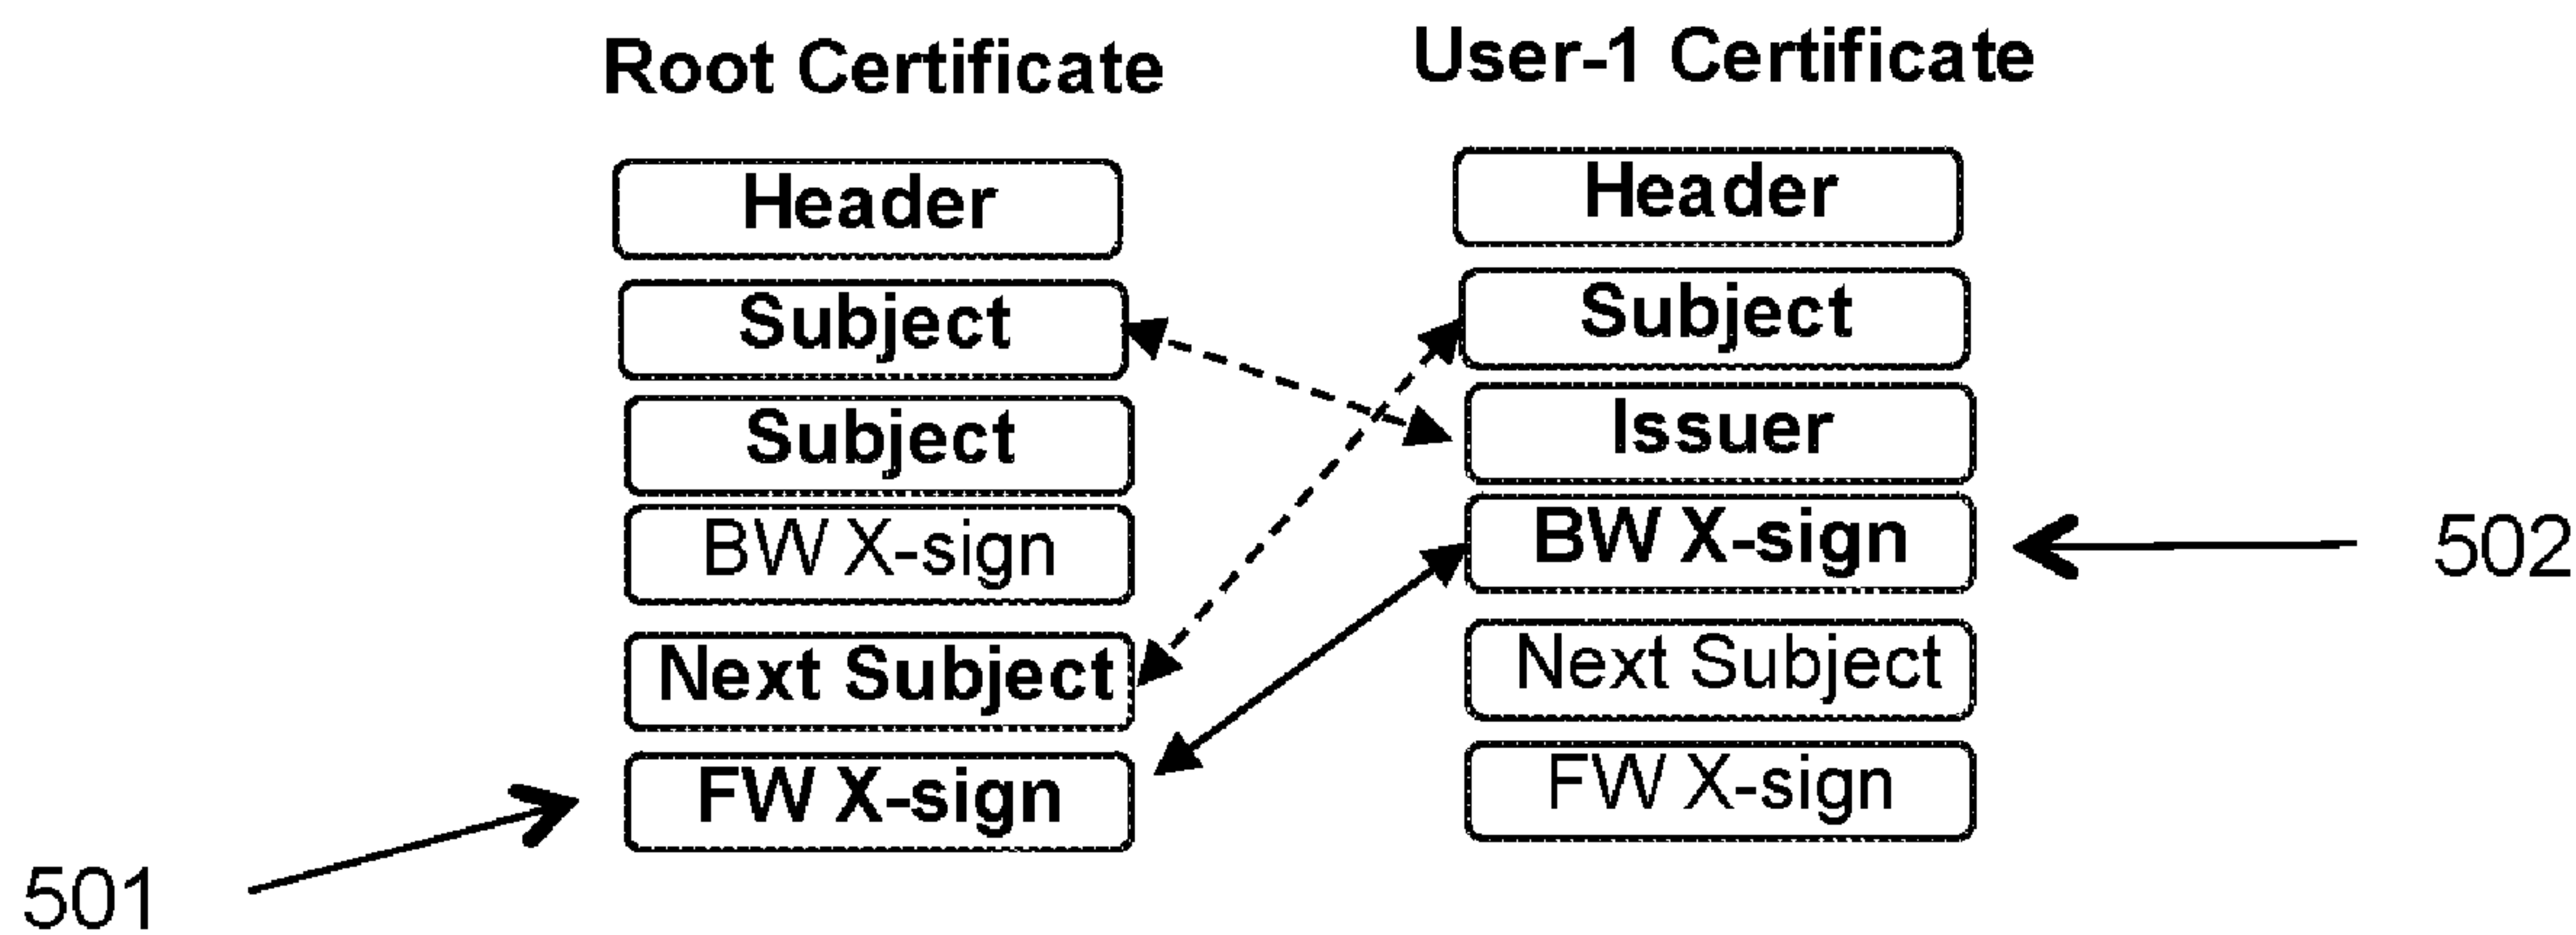 Root Certificate
Header
Subject
Subject
BW X-sign
Next Subject
FW X-sign
501
User-1 Certificate
Header
Subject
Issuer
BW X-sign
Next Subject
FW X-sign
502